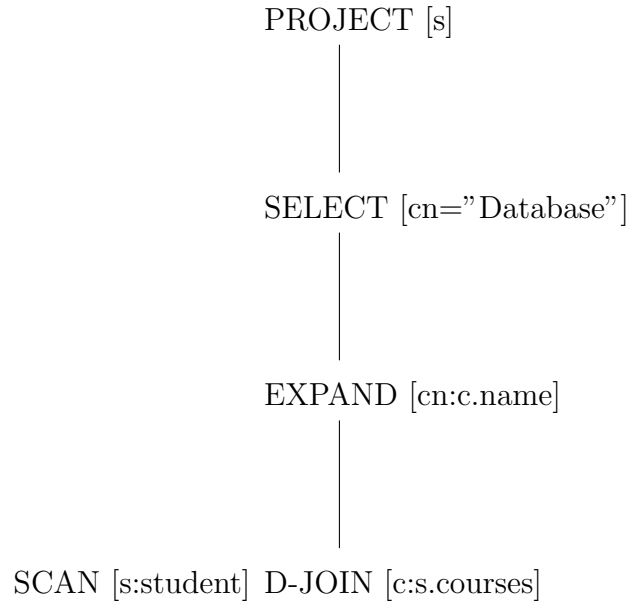 PROJECT [s]
SELECT [cn=”Database”]
EXPAND [cn:c.name]
SCAN [s:student] D-JOIN [c:s.courses]